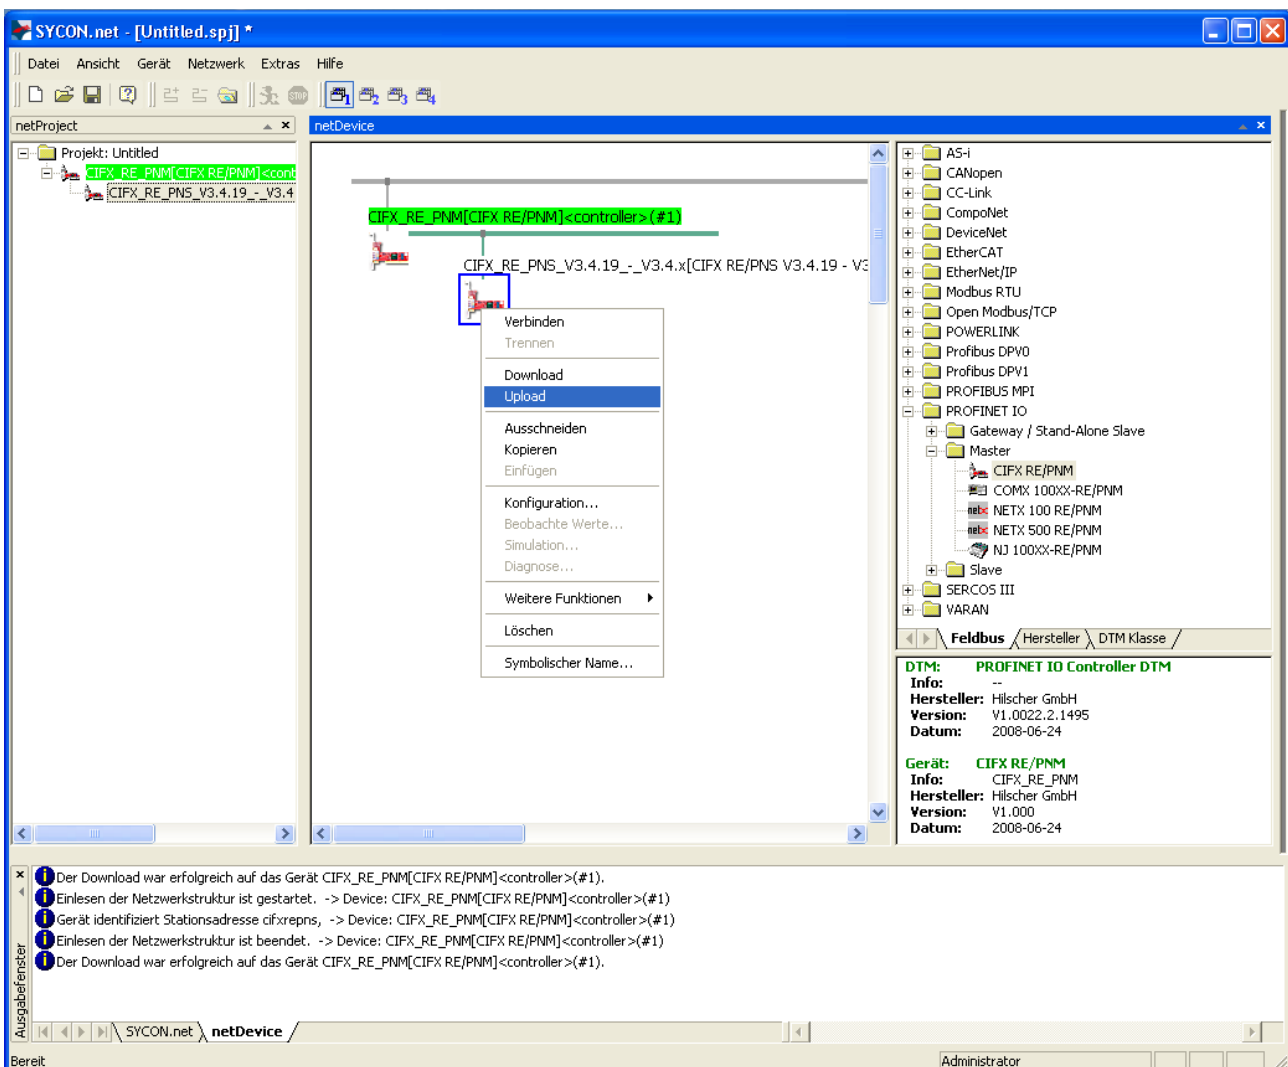 SYCON.net - [Untitled.spj] *
Datei Ansicht Gerät Netzwerk Extras Hilfe
netProject
Projekt: Untitled
CIFX_RE_PNM[CIFX RE/PNM]<cont
CIFX_RE_PNS_V3.4.19_-_V3.4
netDevice
CIFX_RE_PNM[CIFX RE/PNM]<controller>(#1)
CIFX_RE_PNS_V3.4.19_-_V3.4.x[CIFX RE/PNS V3.4.19 - V3
Verbinden
Trennen
Download
Upload
Ausschneiden
Kopieren
Einfügen
Konfiguration...
Beobachte Werte...
Simulation...
Diagnose...
Weitere Funktionen
Löschen
Symbolischer Name...
AS-i
CANopen
CC-Link
CompoNet
DeviceNet
EtherCAT
EtherNet/IP
Modbus RTU
Open Modbus/TCP
POWERLINK
Profibus DPV0
Profibus DPV1
PROFIBUS MPI
PROFINET IO
Gateway / Stand-Alone Slave
Master
CIFX RE/PNM
COMX 100XX-RE/PNM
NETX 100 RE/PNM
NETX 500 RE/PNM
NJ 100XX-RE/PNM
Slave
SERCOS III
VARAN
Feldbus Hersteller DTM Klasse
DTM: PROFINET IO Controller DTM
Info: --
Hersteller: Hilscher GmbH
Version: V1.0022.2.1495
Datum: 2008-06-24
Gerät: CIFX RE/PNM
Info: CIFX_RE_PNM
Hersteller: Hilscher GmbH
Version: V1.000
Datum: 2008-06-24
Der Download war erfolgreich auf das Gerät CIFX_RE_PNM[CIFX RE/PNM]<controller>(#1).
Einlesen der Netzwerkstruktur ist gestartet. -> Device: CIFX_RE_PNM[CIFX RE/PNM]<controller>(#1)
Gerät identifiziert Stationsadresse cifxrepns, -> Device: CIFX_RE_PNM[CIFX RE/PNM]<controller>(#1)
Einlesen der Netzwerkstruktur ist beendet. -> Device: CIFX_RE_PNM[CIFX RE/PNM]<controller>(#1)
Der Download war erfolgreich auf das Gerät CIFX_RE_PNM[CIFX RE/PNM]<controller>(#1).
Ausgabefenster
SYCON.net netDevice
Bereit
Administrator